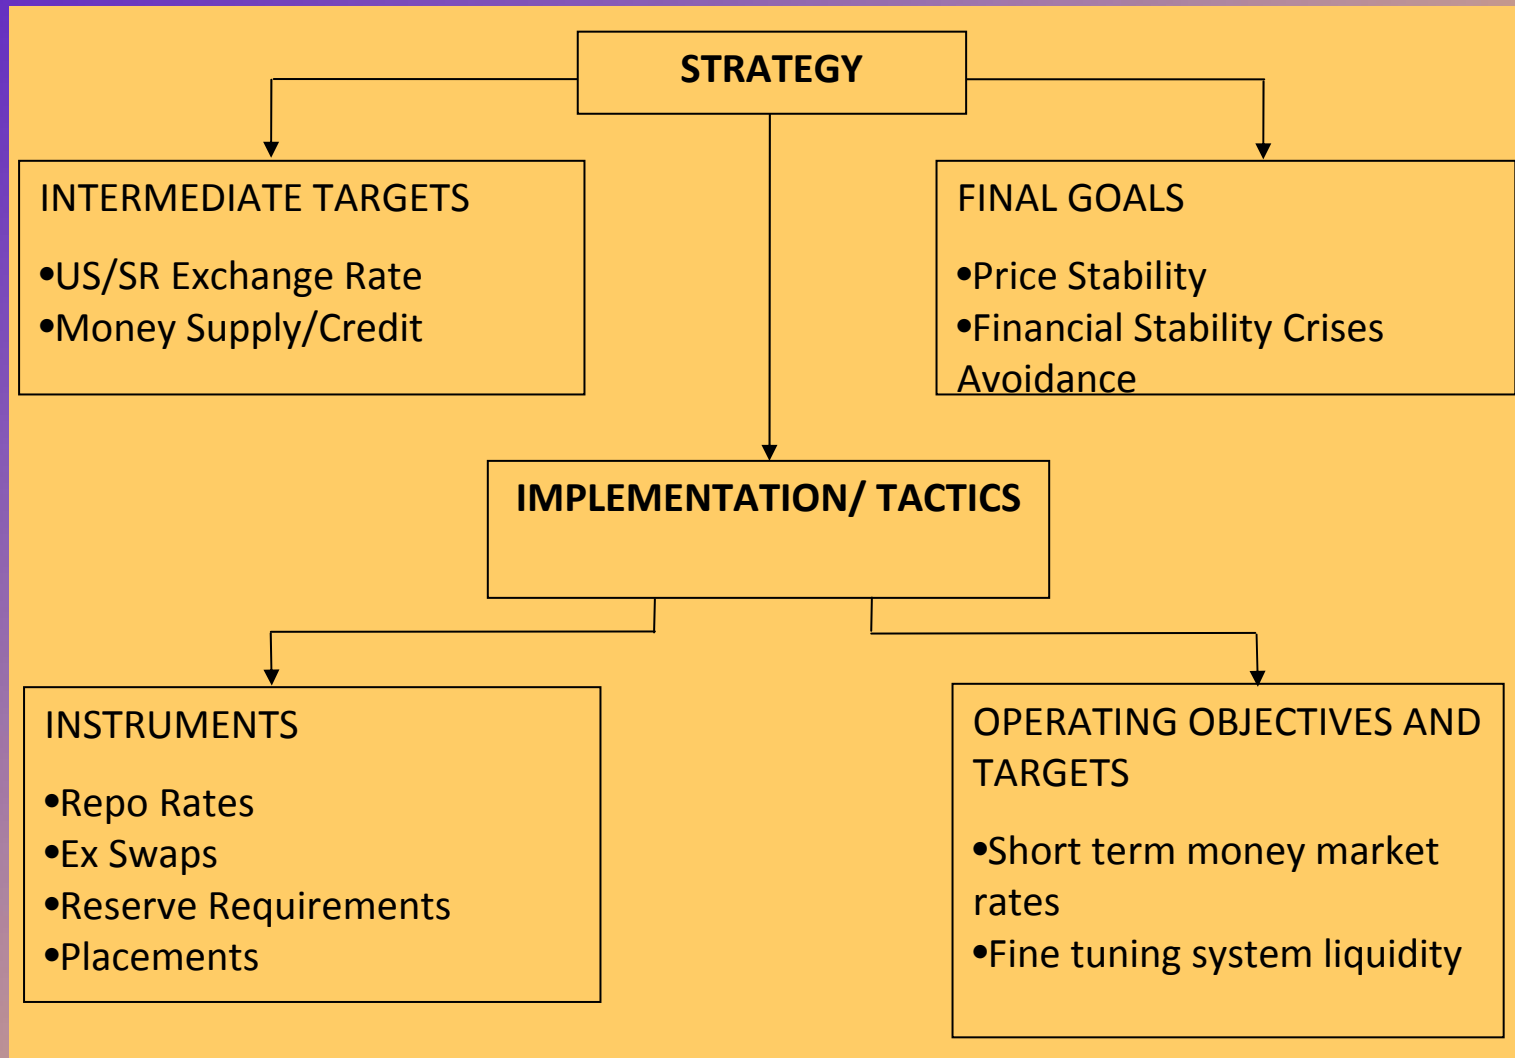 STRATEGY
INTERMEDIATE TARGETS
•US/SR Exchange Rate
•Money Supply/Credit
FINAL GOALS
•Price Stability
•Financial Stability Crises
Avoidance
IMPLEMENTATION/ TACTICS
INSTRUMENTS
•Repo Rates
•Ex Swaps
•Reserve Requirements
•Placements
OPERATING OBJECTIVES AND
TARGETS
•Short term money market
rates
•Fine tuning system liquidity